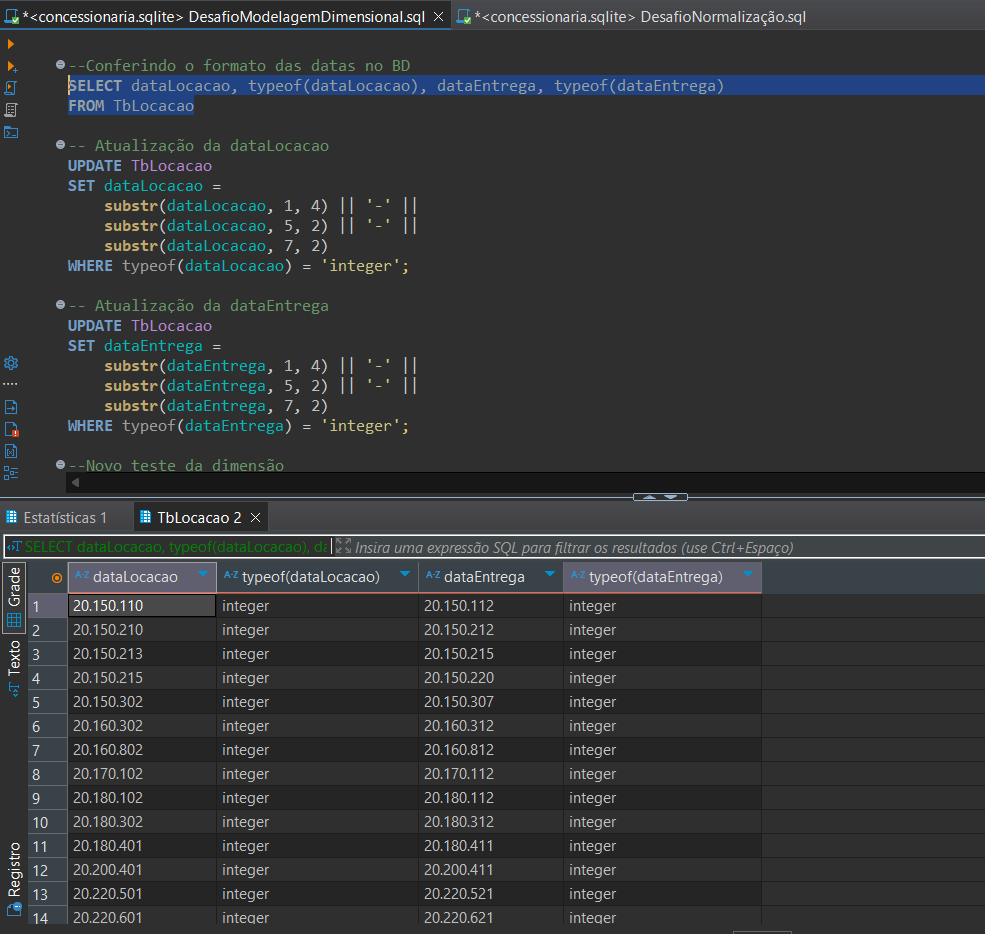 *<concessionaria.sqlite> DesafioModelagemDimensional.sql
*<concessionaria.sqlite> DesafioNormalização.sql
--Conferindo o formato das datas no BD
SELECT dataLocacao, typeof(dataLocacao), dataEntrega, typeof(dataEntrega)
FROM TbLocacao
-- Atualização da dataLocacao
UPDATE TbLocacao
SET dataLocacao =
substr(dataLocacao, 1, 4) || '-' ||
substr(dataLocacao, 5, 2) || '-' ||
substr(dataLocacao, 7, 2)
WHERE typeof(dataLocacao) = 'integer';
-- Atualização da dataEntrega
UPDATE TbLocacao
SET dataEntrega =
substr(dataEntrega, 1, 4) || '-' ||
substr(dataEntrega, 5, 2) || '-' ||
substr(dataEntrega, 7, 2)
WHERE typeof(dataEntrega) = 'integer';
--Novo teste da dimensão
Estatísticas 1 TbLocacao 2
SELECT dataLocacao, typeof(dataLocacao), da Insira uma expressão SQL para filtrar os resultados (use Ctrl+Espaço)
Grade
Texto
Registro
A-Z dataLocacao A-Z typeof(dataLocacao) A-Z dataEntrega A-Z typeof(dataEntrega)
1 20.150.110 integer 20.150.112 integer
2 20.150.210 integer 20.150.212 integer
3 20.150.213 integer 20.150.215 integer
4 20.150.215 integer 20.150.220 integer
5 20.150.302 integer 20.150.307 integer
6 20.160.302 integer 20.160.312 integer
7 20.160.802 integer 20.160.812 integer
8 20.170.102 integer 20.170.112 integer
9 20.180.102 integer 20.180.112 integer
10 20.180.302 integer 20.180.312 integer
11 20.180.401 integer 20.180.411 integer
12 20.200.401 integer 20.200.411 integer
13 20.220.501 integer 20.220.521 integer
14 20.220.601 integer 20.220.621 integer